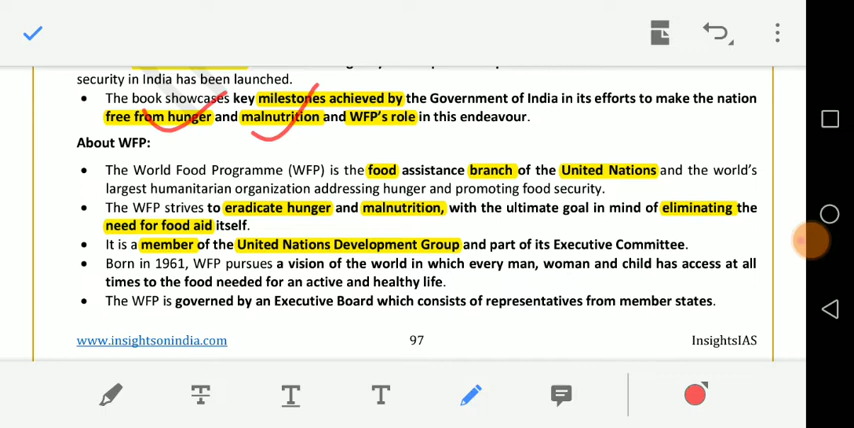 security in India has been launched.
• The book showcases key milestones achieved by the Government of India in its efforts to make the nation
free from hunger and malnutrition and WFP's role in this endeavour.
About WFP:
• The World Food Programme (WFP) is the food assistance branch of the United Nations and the world's
largest humanitarian organization addressing hunger and promoting food security.
• The WFP strives to eradicate hunger and malnutrition, with the ultimate goal in mind of eliminating the
need for food aid itself.
• It is a member of the United Nations Development Group and part of its Executive Committee.
• Born in 1961, WFP pursues a vision of the world in which every man, woman and child has access at all
times to the food needed for an active and healthy life.
• The WFP is governed by an Executive Board which consists of representatives from member states.
www.insightsonindia.com 97 InsightsIAS